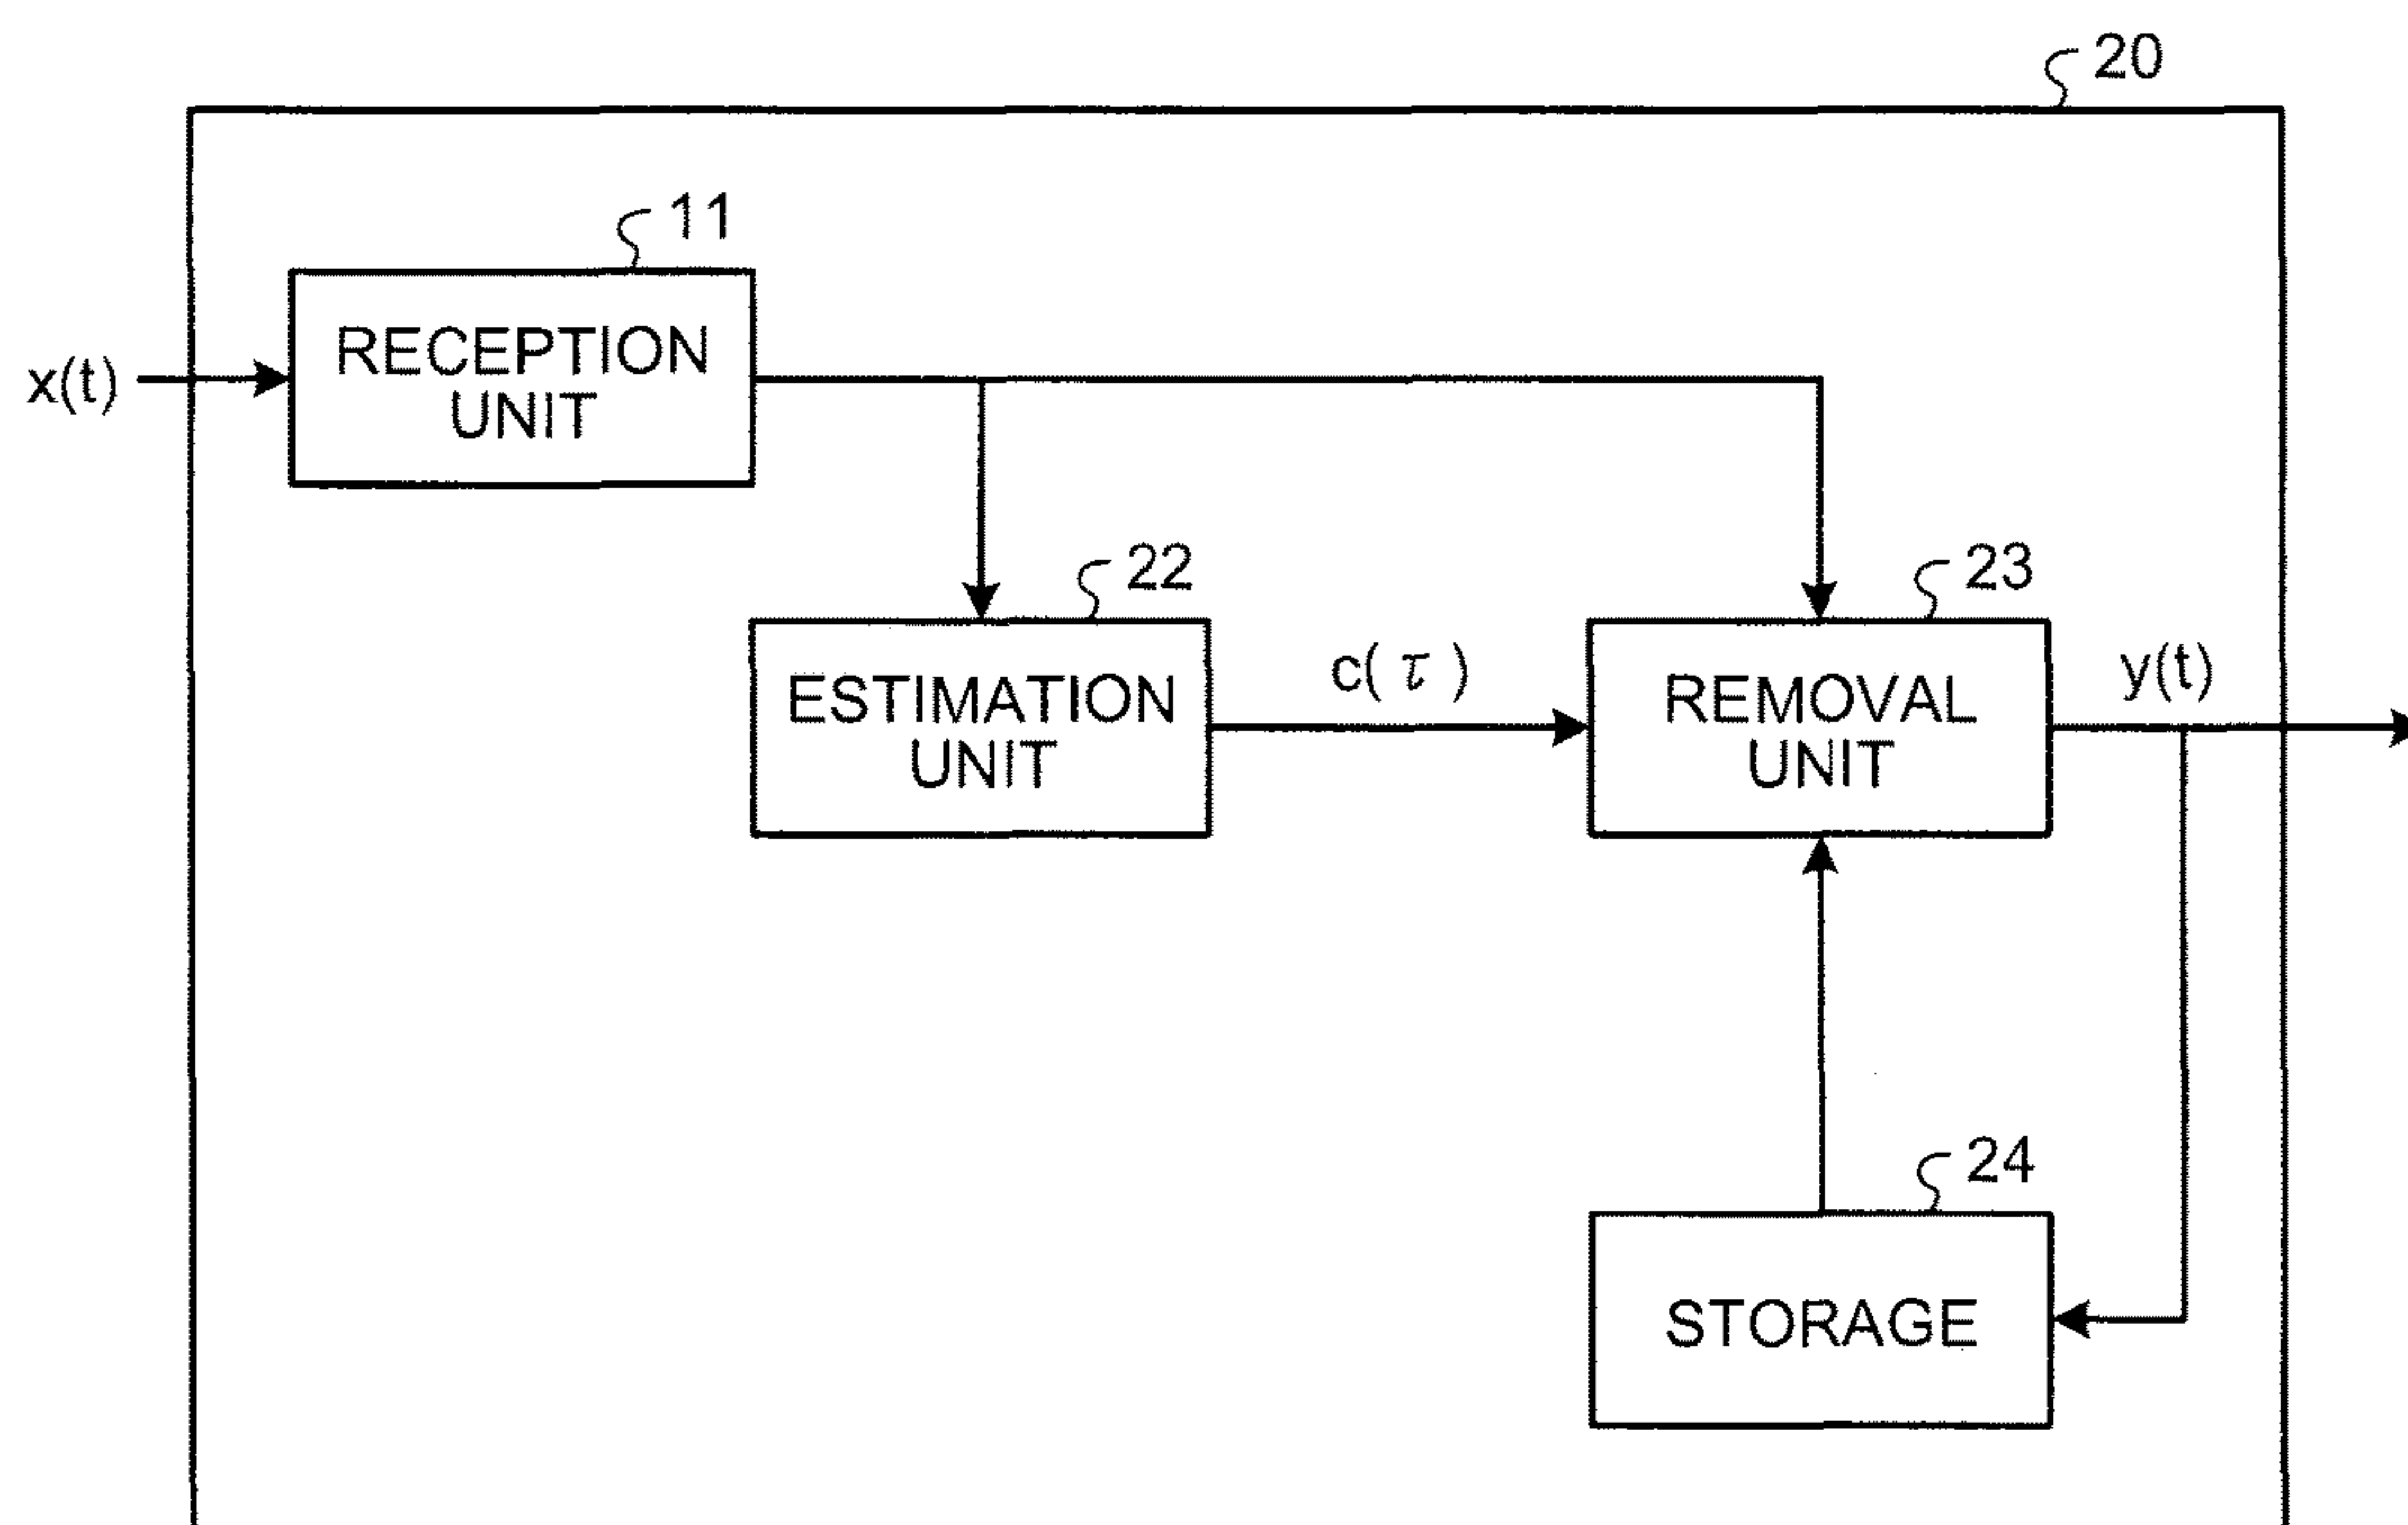 20
11
RECEPTION
UNIT
x(t)
22
23
ESTIMATION
UNIT
c( τ )
REMOVAL
UNIT
y(t)
24
STORAGE